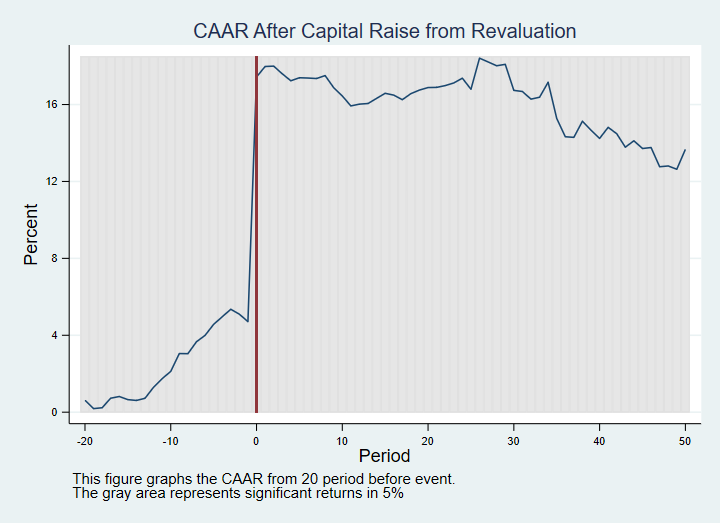 CAAR After Capital Raise from Revaluation
Percent
16
12
8
4
0
-20 -10 0 10 20 30 40 50
Period
This figure graphs the CAAR from 20 period before event.
The gray area represents significant returns in 5%